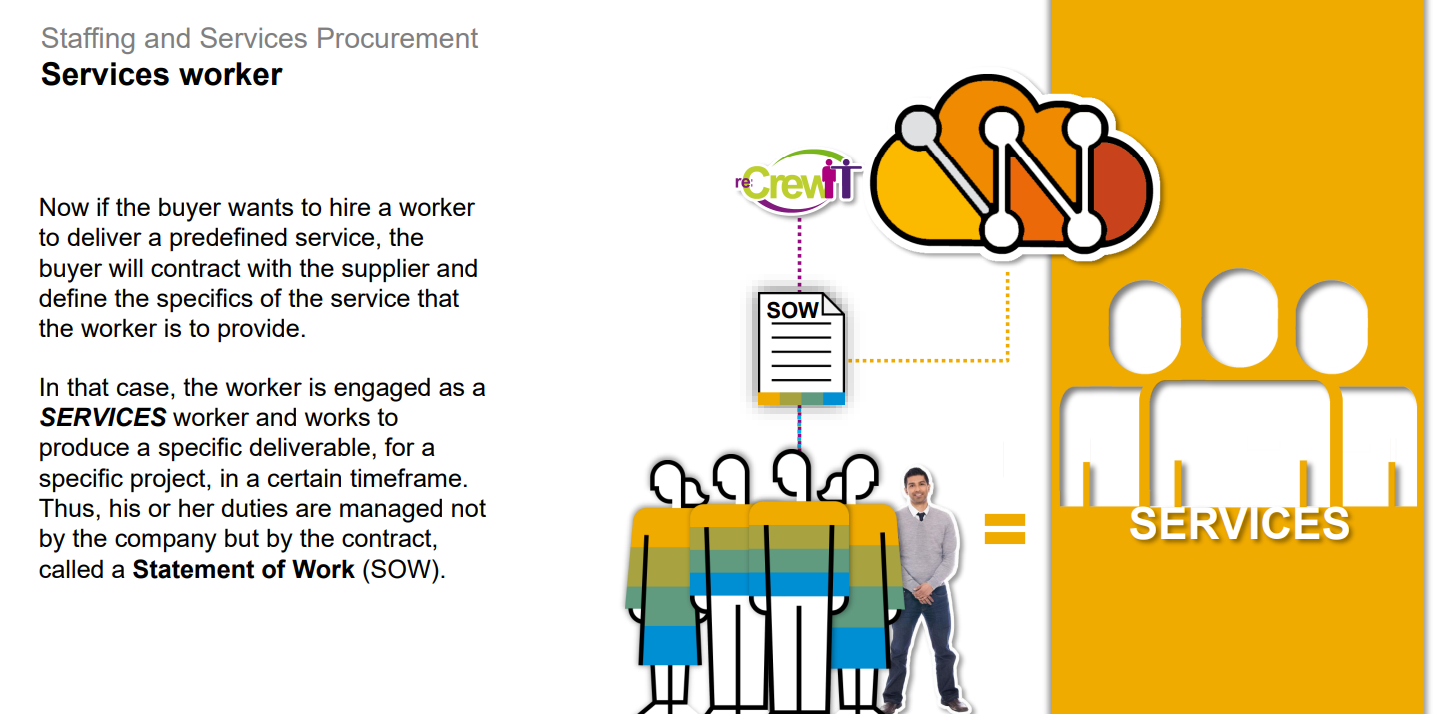 Staffing and Services Procurement
Services worker
Now if the buyer wants to hire a worker
to deliver a predefined service, the
buyer will contract with the supplier and
define the specifics of the service that
the worker is to provide.
In that case, the worker is engaged as a
SERVICES worker and works to
produce a specific deliverable, for a
specific project, in a certain timeframe.
Thus, his or her duties are managed not
by the company but by the contract,
called a Statement of Work (SOW).
re:CrewIT
SOW
SERVICES